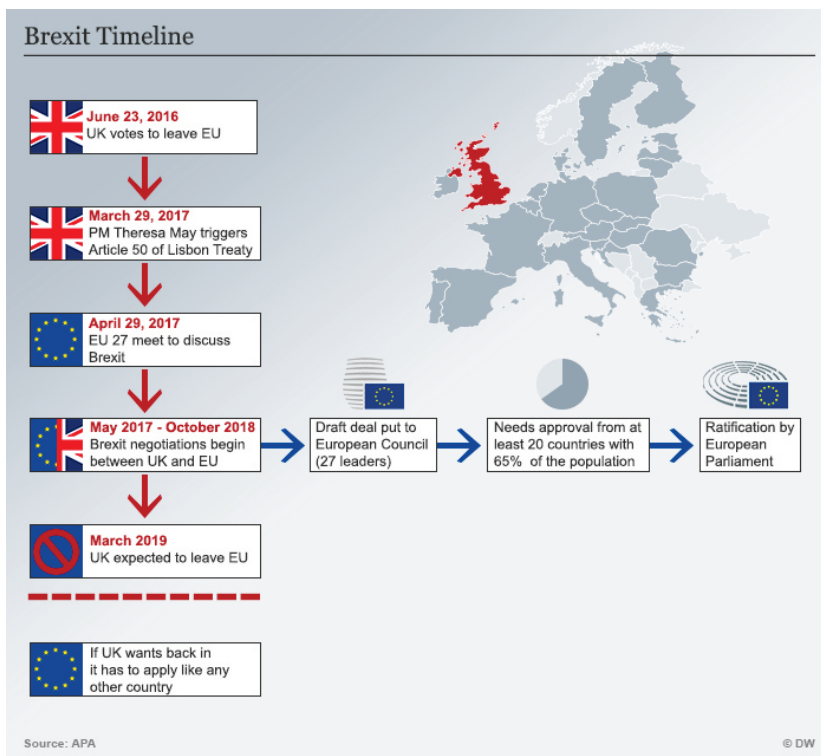 Brexit Timeline
June 23, 2016
UK votes to leave EU
March 29, 2017
PM Theresa May triggers
Article 50 of Lisbon Treaty
April 29, 2017
EU 27 meet to discuss
Brexit
May 2017 - October 2018
Brexit negotiations begin
between UK and EU
Draft deal put to
European Council
(27 leaders)
Needs approval from at
least 20 countries with
65% of the population
Ratification by
European
Parliament
March 2019
UK expected to leave EU
If UK wants back in
it has to apply like any
other country
Source: APA
© DW